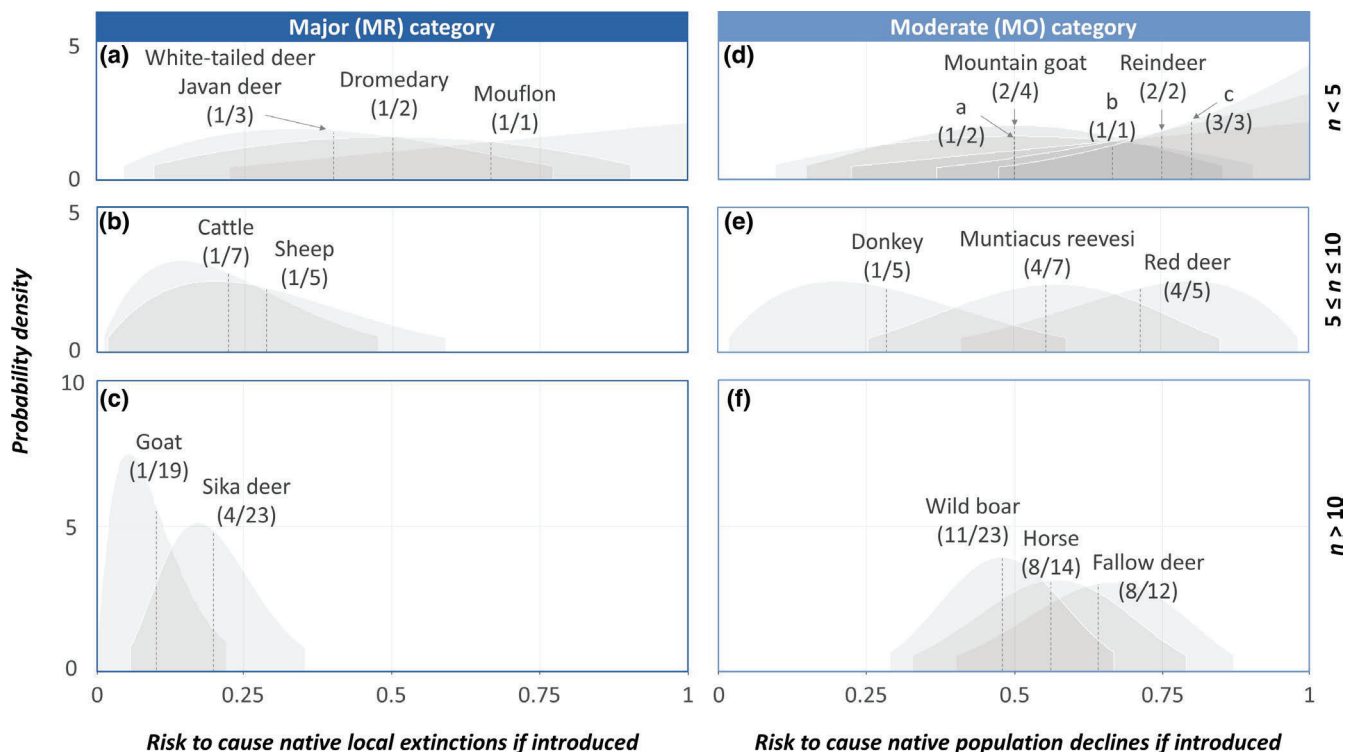 Major (MR) category
Moderate (MO) category
Probability density
5
0
(a)
White-tailed deer
Javan deer
(1/3)
Dromedary
(1/2)
Mouflon
(1/1)
(d)
a
(1/2)
Mountain goat
(2/4)
b
(1/1)
Reindeer
(2/2)
c
(3/3)
n < 5
5
0
(b)
Cattle
(1/7)
Sheep
(1/5)
(e)
Donkey
(1/5)
Muntiacus reevesi
(4/7)
Red deer
(4/5)
5 ≤ n ≤ 10
10
5
0
(c)
Goat
(1/19)
Sika deer
(4/23)
(f)
Wild boar
(11/23)
Horse
(8/14)
Fallow deer
(8/12)
n > 10
0 0.25 0.5 0.75 1
0 0.25 0.5 0.75 1
Risk to cause native local extinctions if introduced
Risk to cause native population declines if introduced